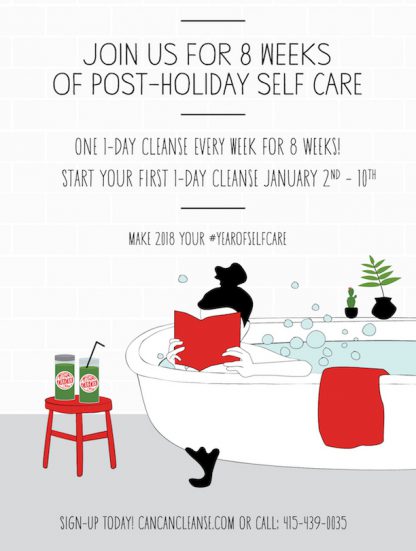 JOIN US FOR 8 WEEKS
OF POST-HOLIDAY SELF CARE
ONE 1-DAY CLEANSE EVERY WEEK FOR 8 WEEKS!
START YOUR FIRST 1-DAY CLEANSE JANUARY 2ND - 10TH
MAKE 2018 YOUR #YEAROFSELFCARE
SIGN-UP TODAY! CANCANCLEANSE.COM OR CALL: 415-439-0035